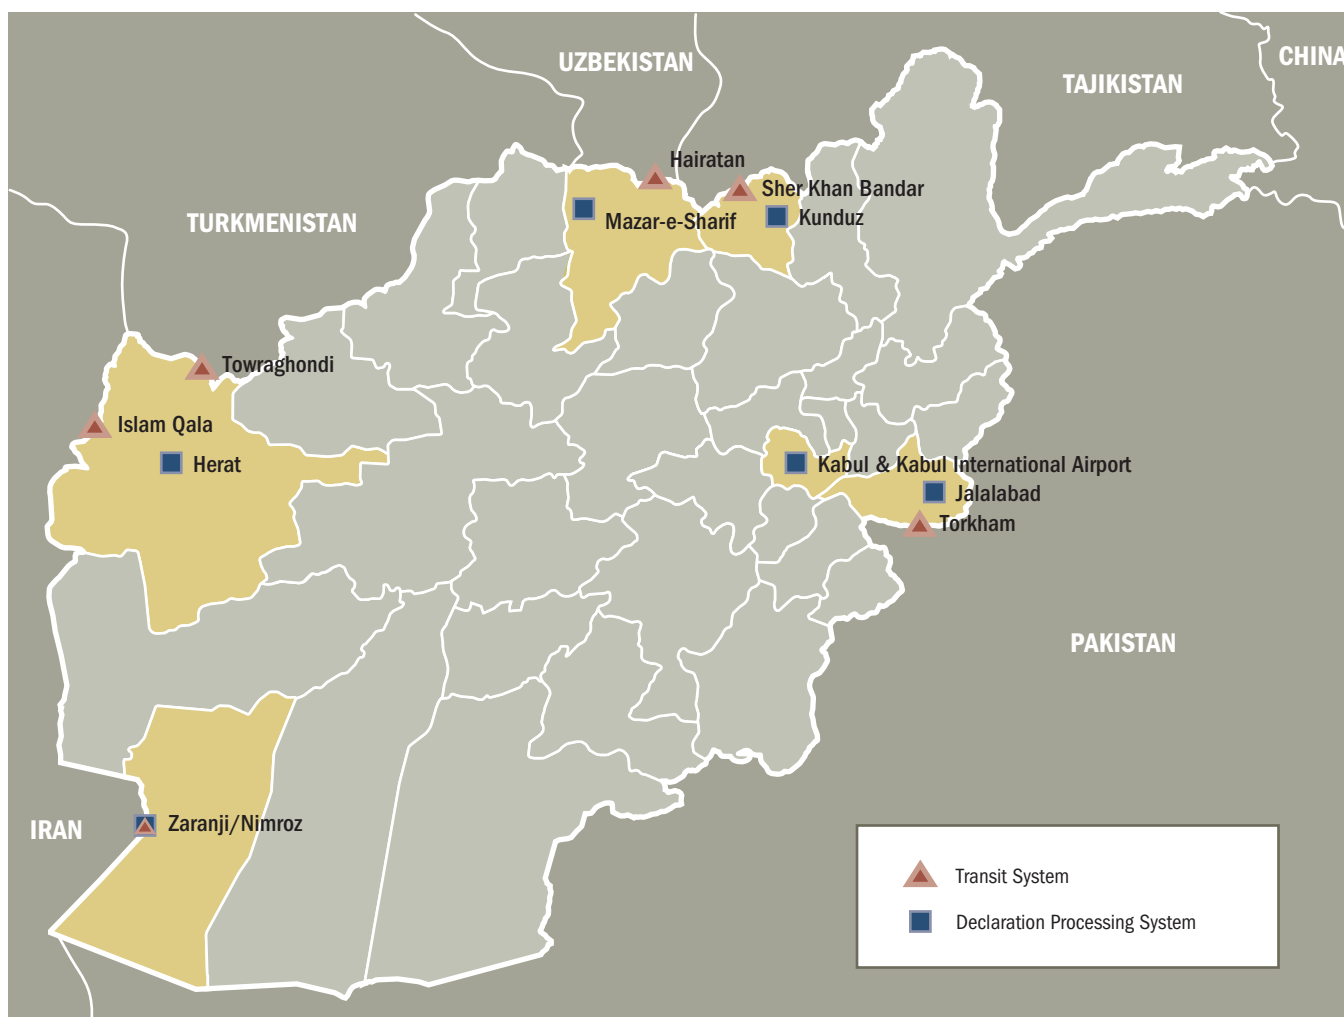 UZBEKISTAN
CHINA
TAJIKISTAN
Hairatan
Sher Khan Bandar
TURKMENISTAN
Mazar-e-Sharif
Kunduz
Towraghondi
Islam Qala
Herat
Kabul & Kabul International Airport
Jalalabad
Torkham
PAKISTAN
IRAN
Zaranji/Nimroz
Transit System
Declaration Processing System